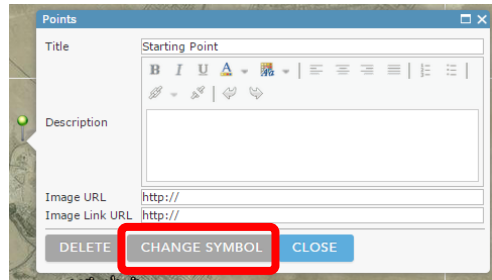 Points
Title Starting Point
B I U A
Description
Image URL http://
Image Link URL http://
DELETE CHANGE SYMBOL CLOSE